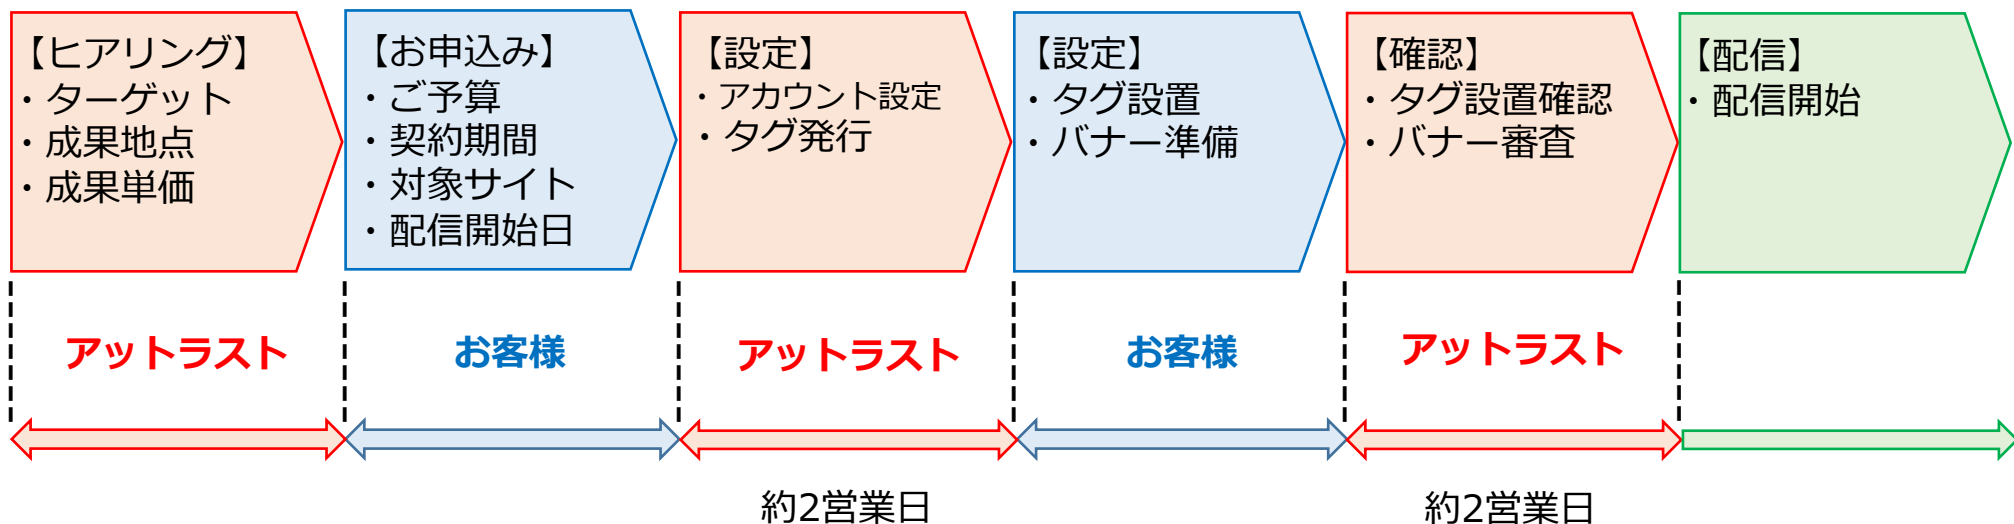 【ヒアリング】
・ターゲット
・成果地点
・成果単価
【お申込み】
・ご予算
・契約期間
・対象サイト
・配信開始日
【設定】
・アカウント設定
・タグ発行
【設定】
・タグ設置
・バナー準備
【確認】
・タグ設置確認
・バナー審査
【配信】
・配信開始
アットラスト
お客様
アットラスト
お客様
アットラスト
約2営業日
約2営業日